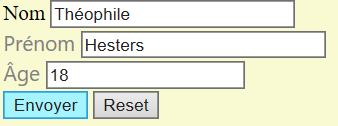 Nom Théophile
Prénom Hesters
Âge 18
Envoyer Reset